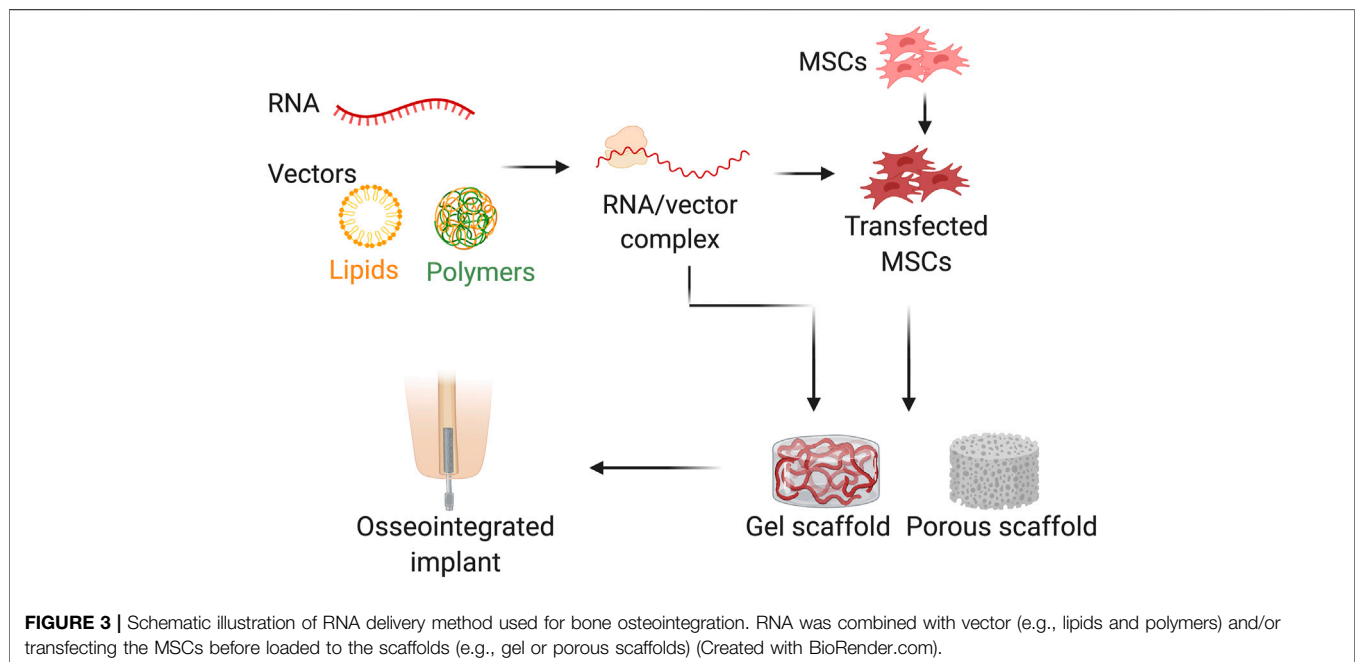 MSCs
RNA
Vectors
Lipids
Polymers
RNA/vector
complex
Transfected
MSCs
Osseointegrated
implant
Gel scaffold
Porous scaffold
FIGURE 3 | Schematic illustration of RNA delivery method used for bone osteointegration. RNA was combined with vector (e.g., lipids and polymers) and/or
transfecting the MSCs before loaded to the scaffolds (e.g., gel or porous scaffolds) (Created with BioRender.com).